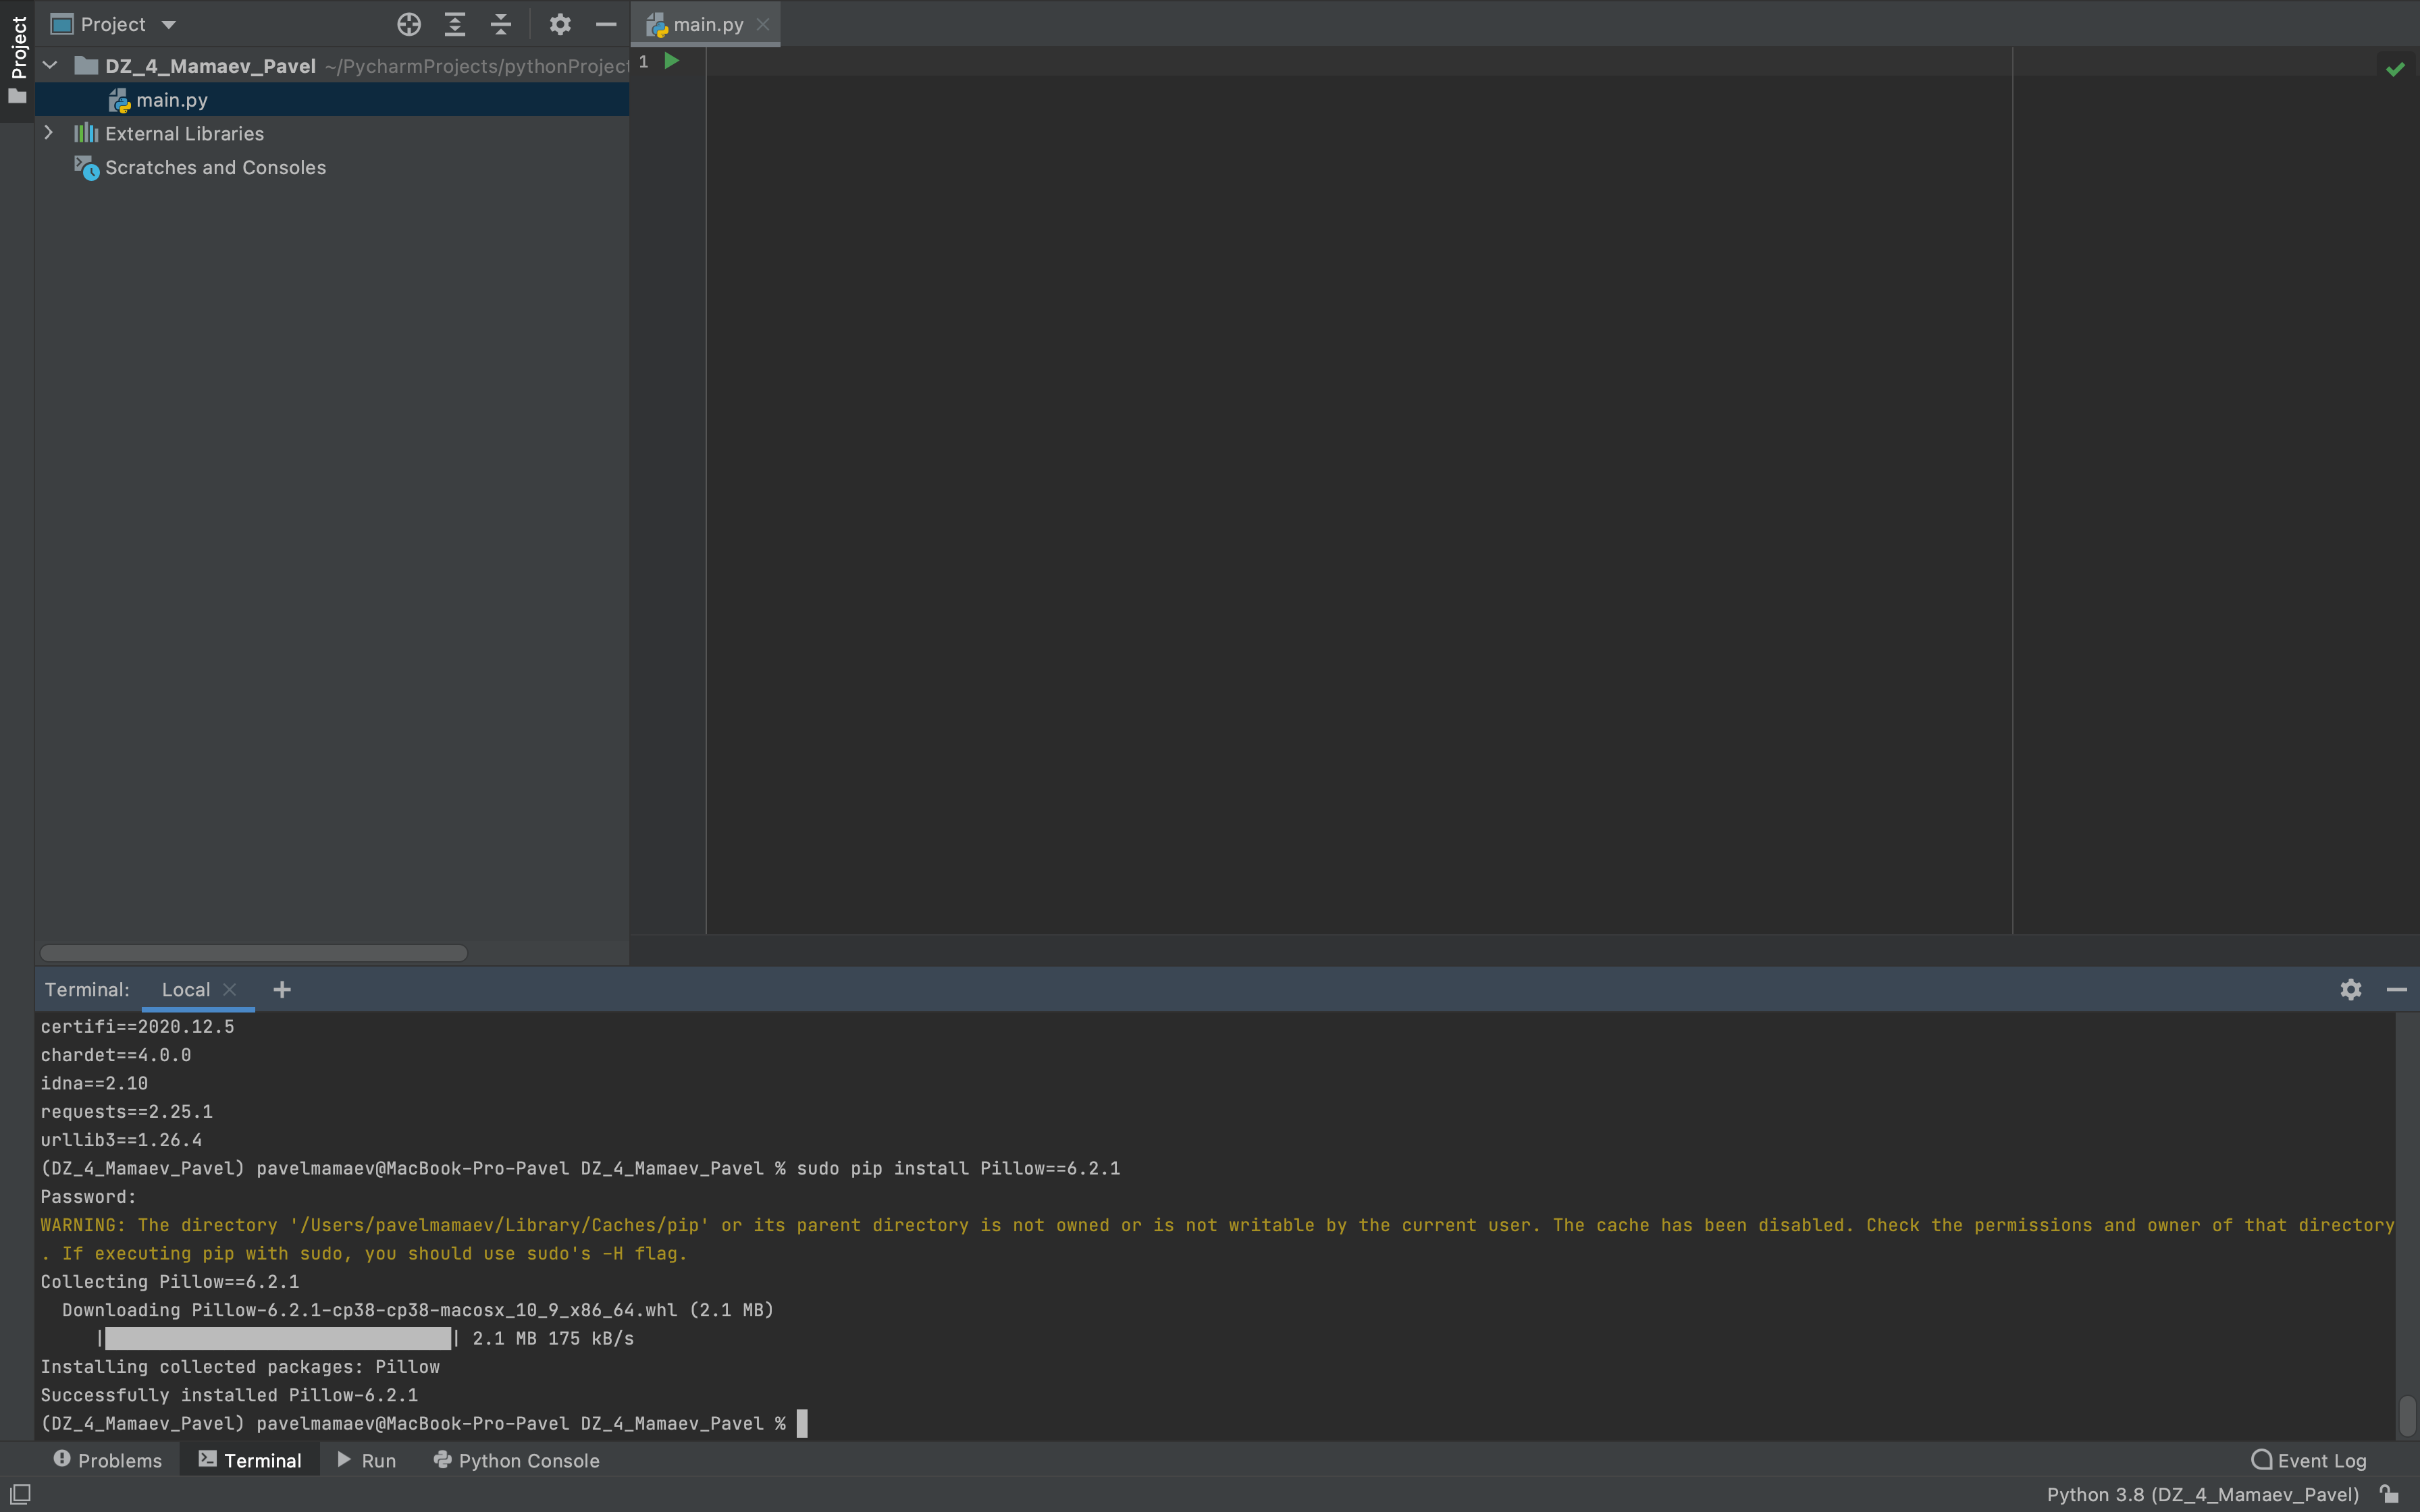 Project
Project
main.py
DZ_4_Mamaev_Pavel ~/PycharmProjects/pythonProject
1
main.py
External Libraries
Scratches and Consoles
Terminal: Local
certifi==2020.12.5
chardet==4.0.0
idna==2.10
requests==2.25.1
urllib3==1.26.4
(DZ_4_Mamaev_Pavel) pavelmamaev@MacBook-Pro-Pavel DZ_4_Mamaev_Pavel % sudo pip install Pillow==6.2.1
Password:
WARNING: The directory '/Users/pavelmamaev/Library/Caches/pip' or its parent directory is not owned or is not writable by the current user. The cache has been disabled. Check the permissions and owner of that directory
. If executing pip with sudo, you should use sudo's -H flag.
Collecting Pillow==6.2.1
Downloading Pillow-6.2.1-cp38-cp38-macosx_10_9_x86_64.whl (2.1 MB)
| | 2.1 MB 175 kB/s
Installing collected packages: Pillow
Successfully installed Pillow-6.2.1
(DZ_4_Mamaev_Pavel) pavelmamaev@MacBook-Pro-Pavel DZ_4_Mamaev_Pavel %
Problems Terminal Run Python Console Event Log
Python 3.8 (DZ_4_Mamaev_Pavel)